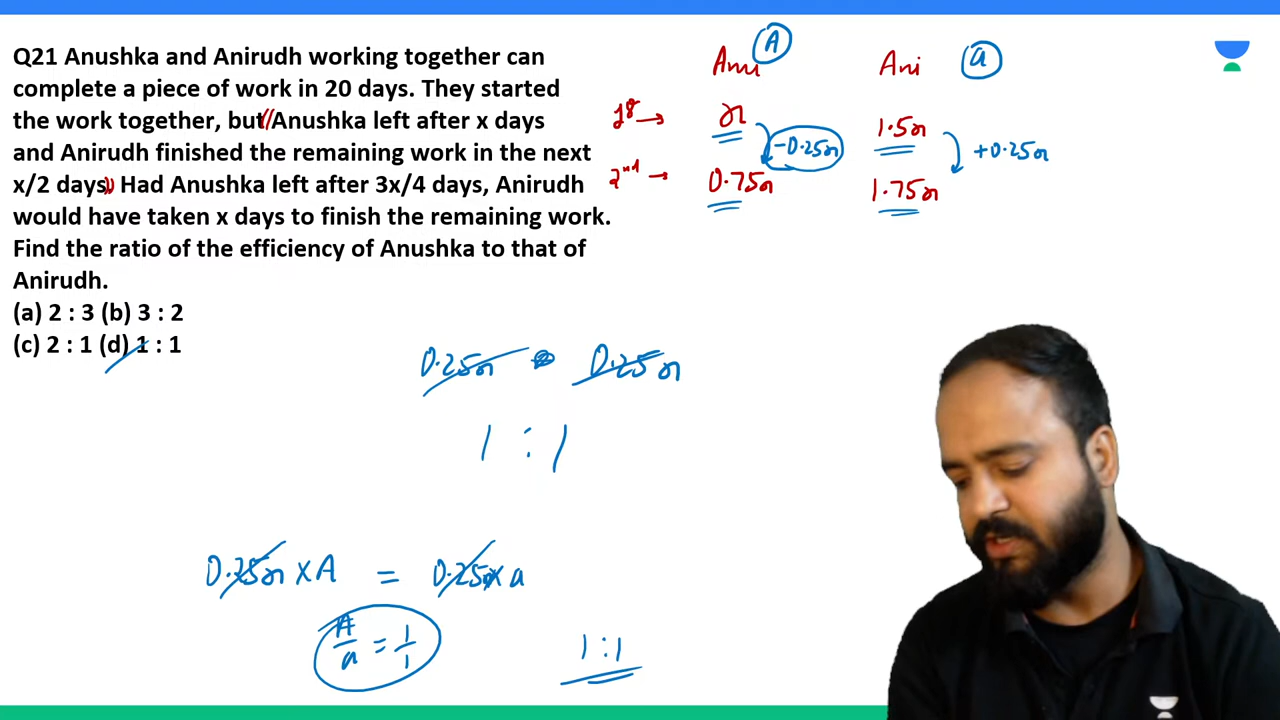 Q21 Anushka and Anirudh working together can
complete a piece of work in 20 days. They started
the work together, but Anushka left after x days
and Anirudh finished the remaining work in the next
x/2 days. Had Anushka left after 3x/4 days, Anirudh
would have taken x days to finish the remaining work.
Find the ratio of the efficiency of Anushka to that of
Anirudh.
(a) 2 : 3 (b) 3 : 2
(c) 2 : 1 (d) 1 : 1
Anu A Ani a
x 1.5x
-0.25x +0.25x
2nd → 0.75x 1.75x
0.25x 0.25x
1 : 1
0.25x × A = 0.25x × a
A/a = 1/1
1 : 1